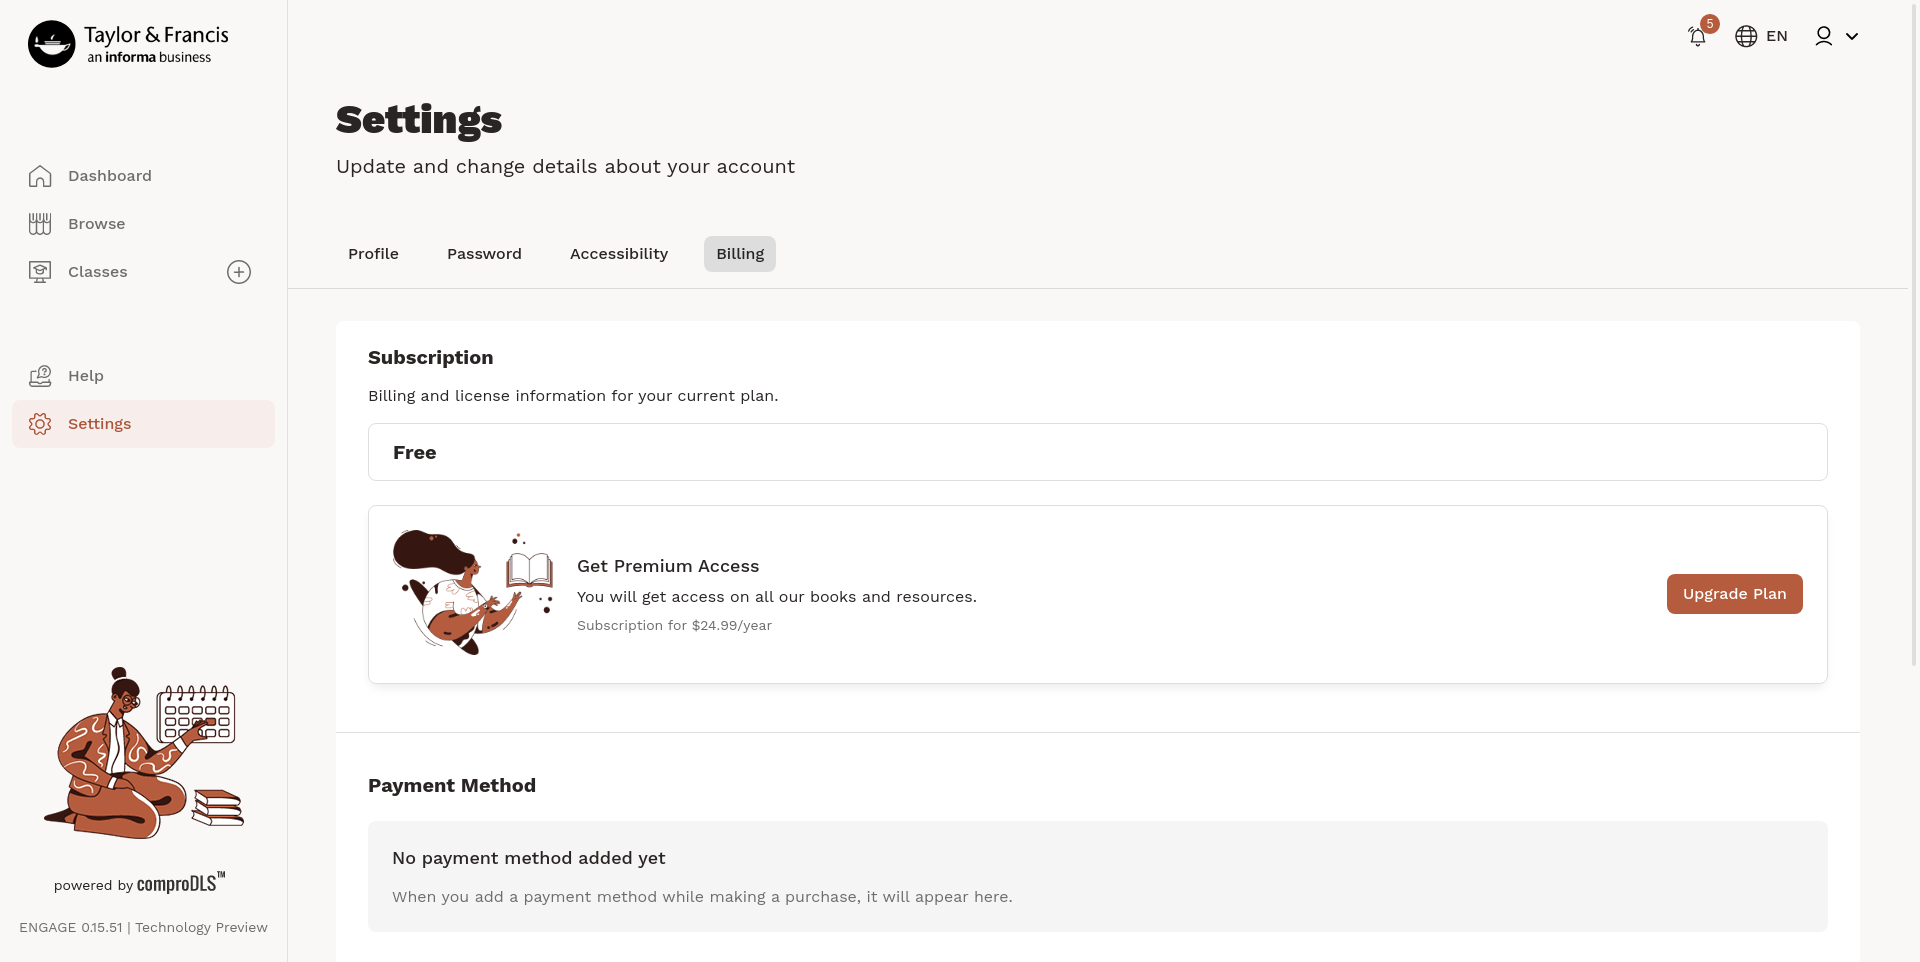 Taylor & Francis
an informa business
Dashboard
Browse
Classes
Help
Settings
powered by comproDLS™
ENGAGE 0.15.51 | Technology Preview
5
EN
Settings
Update and change details about your account
Profile
Password
Accessibility
Billing
Subscription
Billing and license information for your current plan.
Free
Get Premium Access
You will get access on all our books and resources.
Subscription for $24.99/year
Upgrade Plan
Payment Method
No payment method added yet
When you add a payment method while making a purchase, it will appear here.